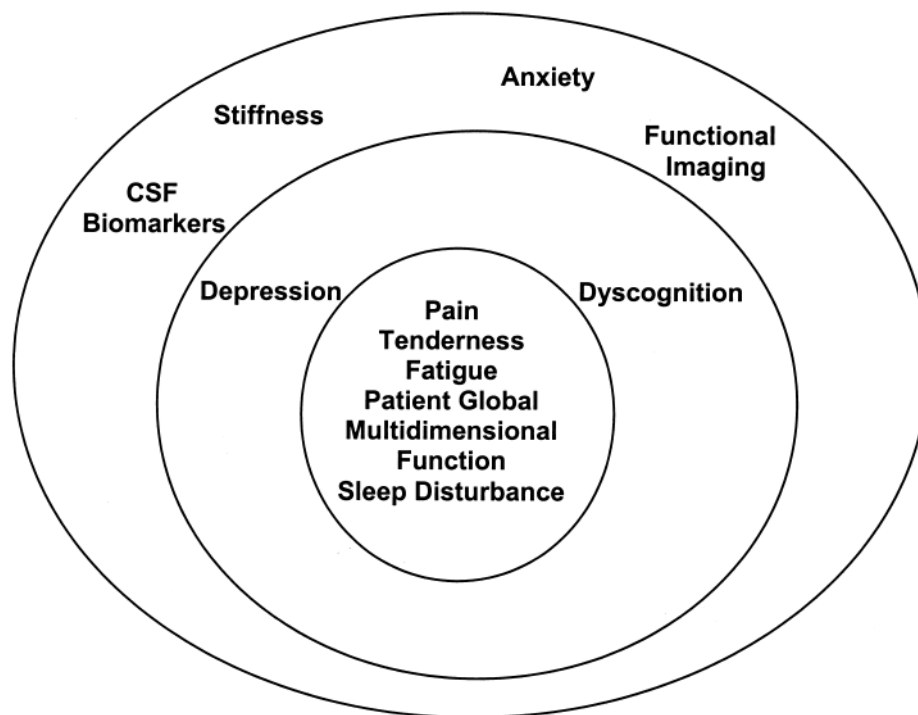 Anxiety
Stiffness
Functional
Imaging
CSF
Biomarkers
Depression
Dyscognition
Pain
Tenderness
Fatigue
Patient Global
Multidimensional
Function
Sleep Disturbance